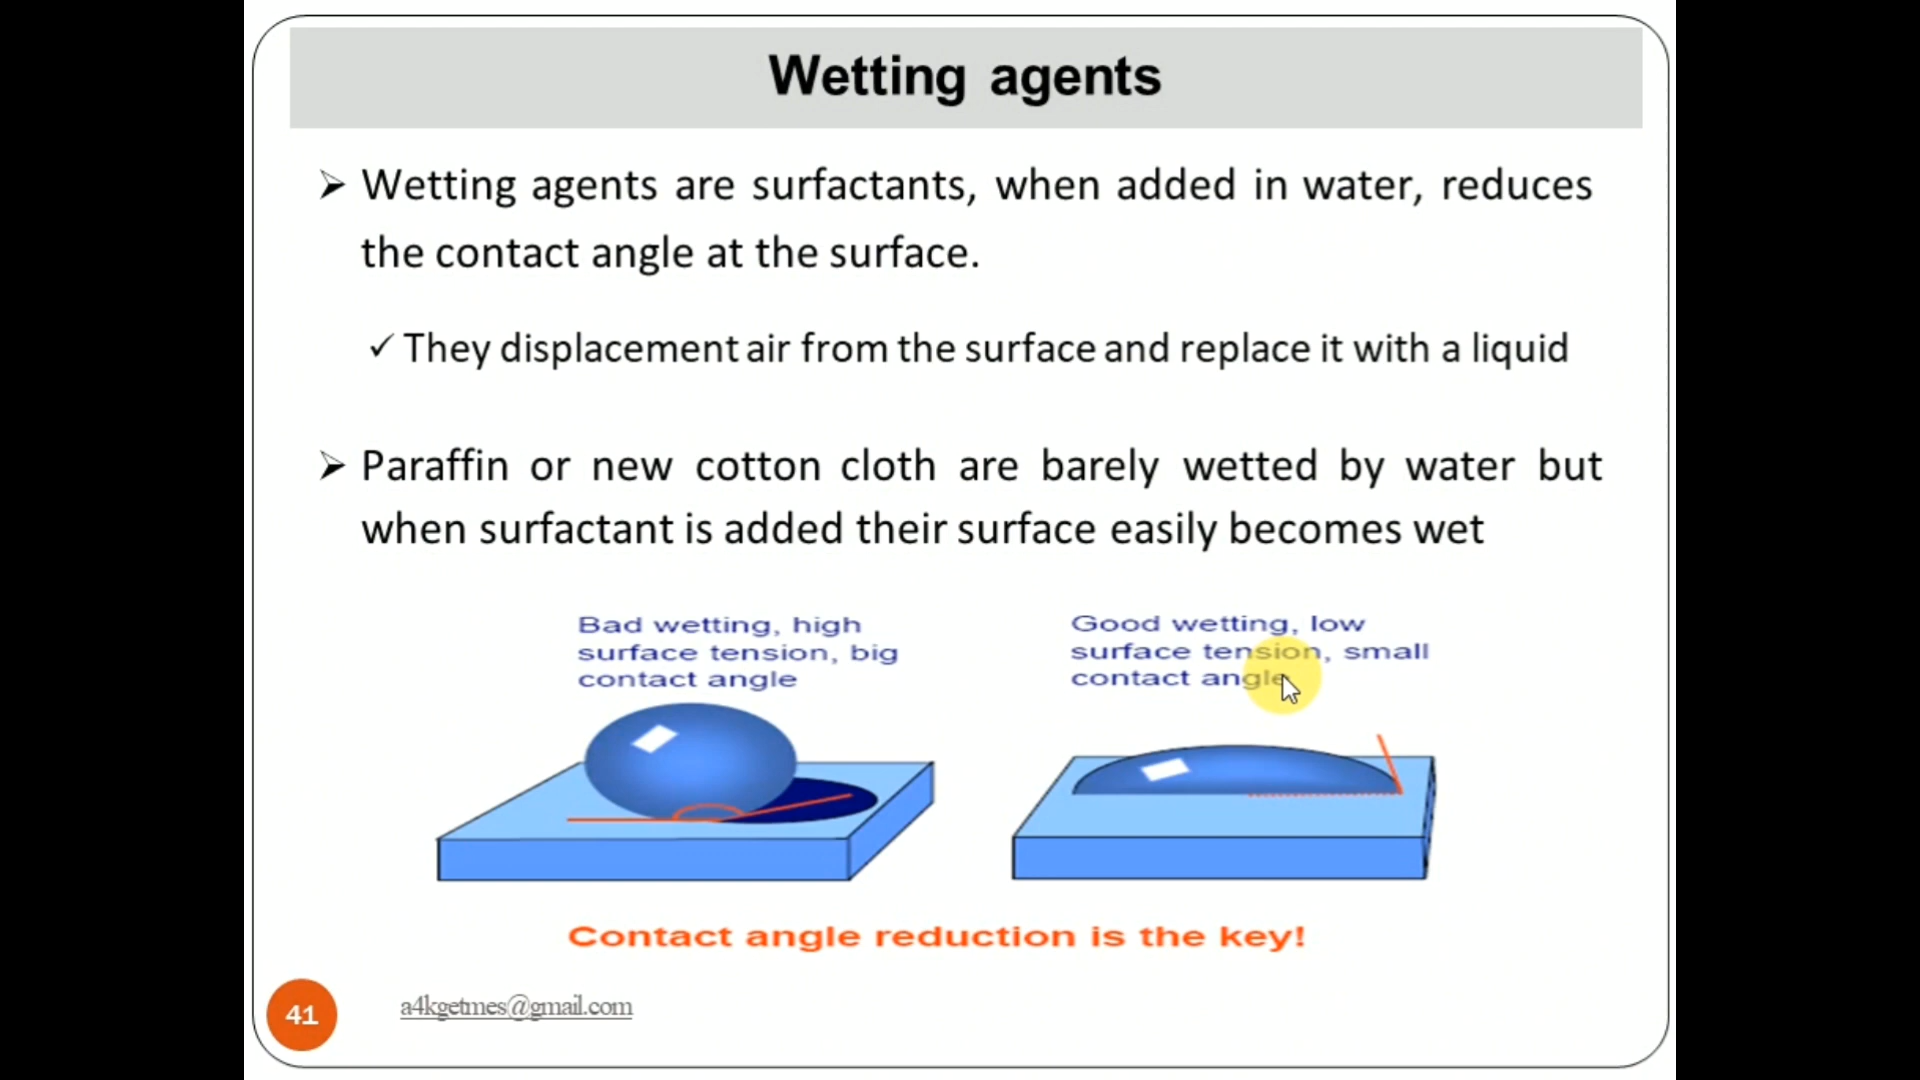 Wetting agents
➢ Wetting agents are surfactants, when added in water, reduces
the contact angle at the surface.
✓ They displacement air from the surface and replace it with a liquid
➢ Paraffin or new cotton cloth are barely wetted by water but
when surfactant is added their surface easily becomes wet
Bad wetting, high
surface tension, big
contact angle
Good wetting, low
surface tension, small
contact angle
Contact angle reduction is the key!
41
a4kgetmes@gmail.com